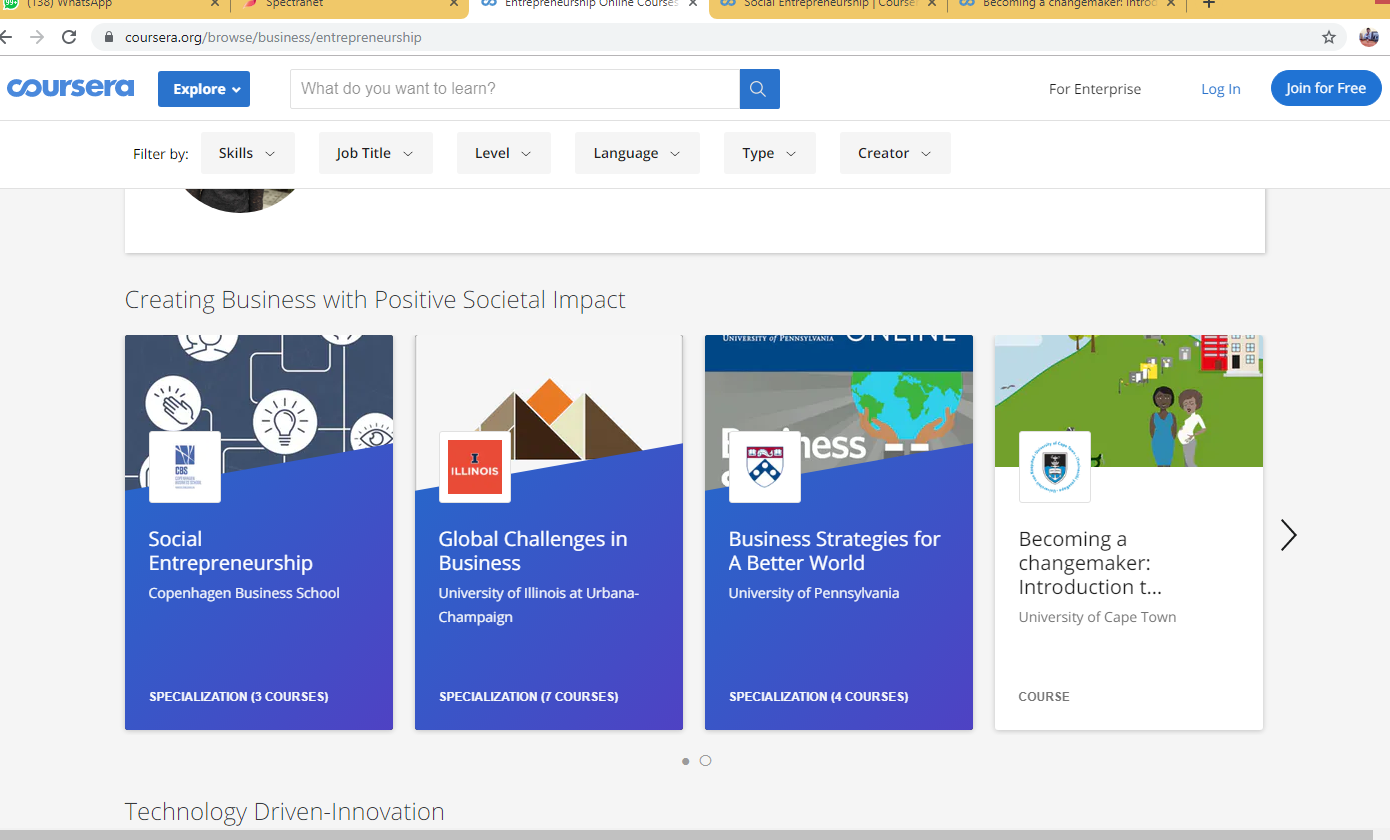 99+ (138) WhatsApp
Spectranet
Entrepreneurship Online Courses
Social Entrepreneurship | Courser
Becoming a changemaker: Introd
coursera.org/browse/business/entrepreneurship
coursera
Explore
What do you want to learn?
For Enterprise
Log In
Join for Free
Filter by:
Skills
Job Title
Level
Language
Type
Creator
Creating Business with Positive Societal Impact
UNIVERSITY OF PENNSYLVANIA ONLINE
CBS
COPENHAGEN
BUSINESS SCHOOL
I
ILLINOIS
Social
Entrepreneurship
Copenhagen Business School
SPECIALIZATION (3 COURSES)
Global Challenges in
Business
University of Illinois at Urbana-
Champaign
SPECIALIZATION (7 COURSES)
Business Strategies for
A Better World
University of Pennsylvania
SPECIALIZATION (4 COURSES)
Becoming a
changemaker:
Introduction t...
University of Cape Town
COURSE
Technology Driven-Innovation